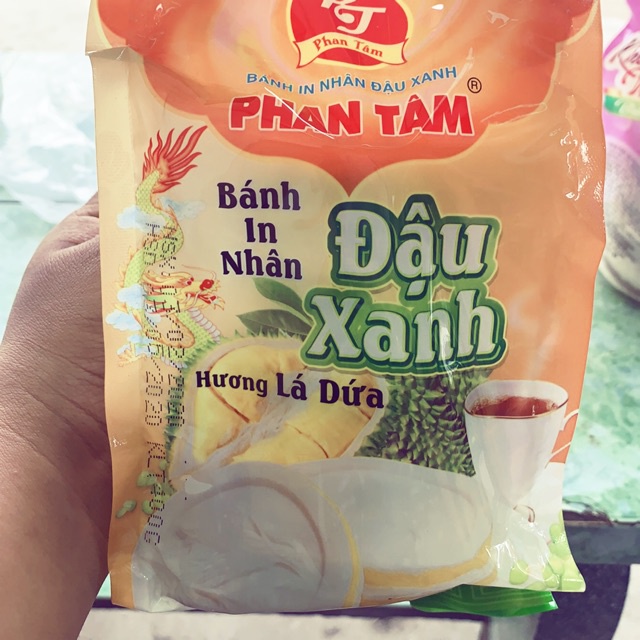 Phan Tâm
BÁNH IN NHÂN ĐẬU XANH
PHAN TÂM®
Bánh
In
Nhân
Đậu
Xanh
Hương Lá Dứa